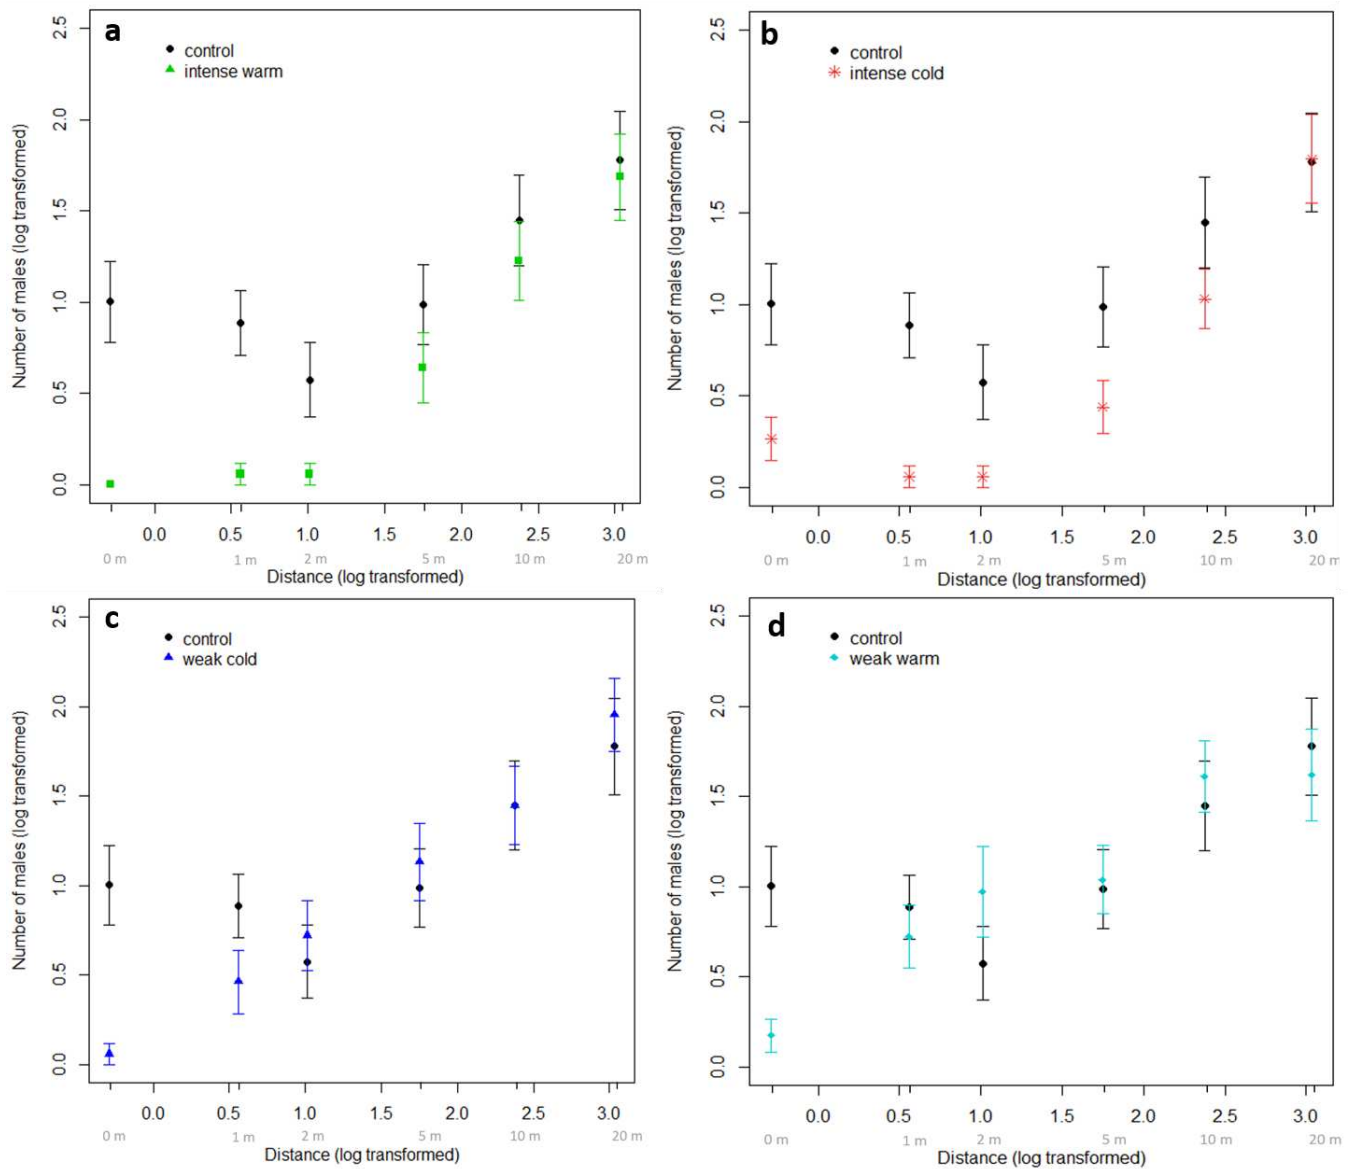 a
control
intense warm
Number of males (log transformed)
2.5
2.0
1.5
1.0
0.5
0.0
0.0 0.5 1.0 1.5 2.0 2.5 3.0
0 m 1 m 2 m 5 m 10 m 20 m
Distance (log transformed)
b
control
intense cold
Number of males (log transformed)
2.5
2.0
1.5
1.0
0.5
0.0
0.0 0.5 1.0 1.5 2.0 2.5 3.0
0 m 1 m 2 m 5 m 10 m 20 m
Distance (log transformed)
c
control
weak cold
Number of males (log transformed)
2.5
2.0
1.5
1.0
0.5
0.0
0.0 0.5 1.0 1.5 2.0 2.5 3.0
0 m 1 m 2 m 5 m 10 m 20 m
Distance (log transformed)
d
control
weak warm
Number of males (log transformed)
2.5
2.0
1.5
1.0
0.5
0.0
0.0 0.5 1.0 1.5 2.0 2.5 3.0
0 m 1 m 2 m 5 m 10 m 20 m
Distance (log transformed)